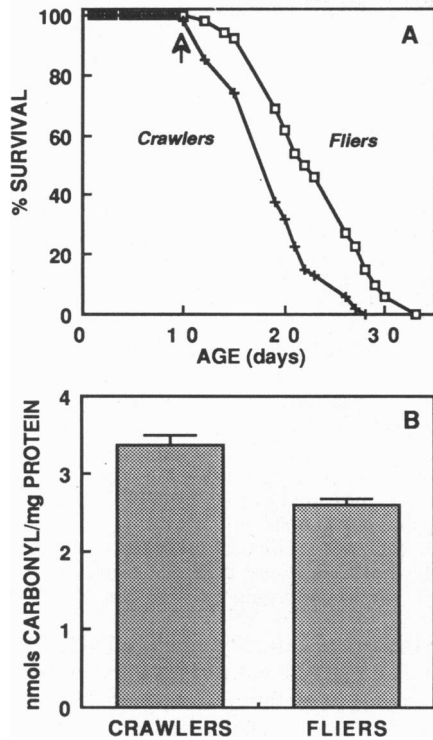 100
A
80
60
40
20
0
% SURVIVAL
Crawlers
Fliers
0
10
20
30
AGE (days)
4
B
3
2
1
0
nmols CARBONYL/mg PROTEIN
CRAWLERS
FLIERS